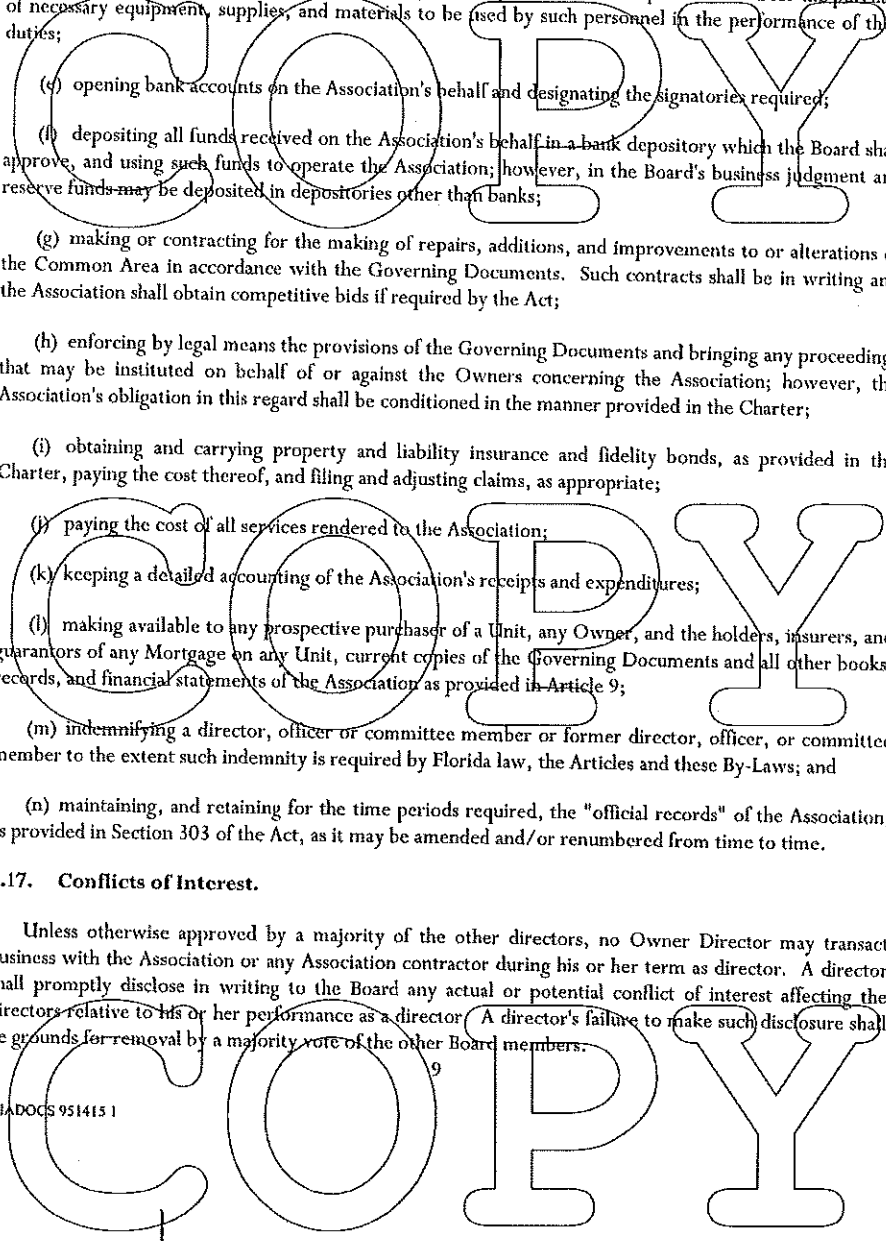 of necessary equipment, supplies, and materials to be used by such personnel in the performance of th
duties;
(e) opening bank accounts on the Association's behalf and designating the signatories required;
(f) depositing all funds received on the Association's behalf in a bank depository which the Board sha
approve, and using such funds to operate the Association; however, in the Board's business judgment an
reserve funds may be deposited in depositories other than banks;
(g) making or contracting for the making of repairs, additions, and improvements to or alterations
the Common Area in accordance with the Governing Documents. Such contracts shall be in writing an
the Association shall obtain competitive bids if required by the Act;
(h) enforcing by legal means the provisions of the Governing Documents and bringing any proceeding
that may be instituted on behalf of or against the Owners concerning the Association; however, th
Association's obligation in this regard shall be conditioned in the manner provided in the Charter;
(i) obtaining and carrying property and liability insurance and fidelity bonds, as provided in th
Charter, paying the cost thereof, and filing and adjusting claims, as appropriate;
(j) paying the cost of all services rendered to the Association;
(k) keeping a detailed accounting of the Association's receipts and expenditures;
(l) making available to any prospective purchaser of a Unit, any Owner, and the holders, insurers, and
guarantors of any Mortgage on any Unit, current copies of the Governing Documents and all other books
records, and financial statements of the Association as provided in Article 9;
(m) indemnifying a director, officer or committee member or former director, officer, or committee
member to the extent such indemnity is required by Florida law, the Articles and these By-Laws; and
(n) maintaining, and retaining for the time periods required, the "official records" of the Association
s provided in Section 303 of the Act, as it may be amended and/or renumbered from time to time.
.17. Conflicts of Interest.
Unless otherwise approved by a majority of the other directors, no Owner Director may transact
usiness with the Association or any Association contractor during his or her term as director. A director
hall promptly disclose in writing to the Board any actual or potential conflict of interest affecting the
irectors relative to his or her performance as a director. A director's failure to make such disclosure shall
e grounds for removal by a majority vote of the other Board members.
9
IADOCS 951415 1
COPY
COPY
COPY